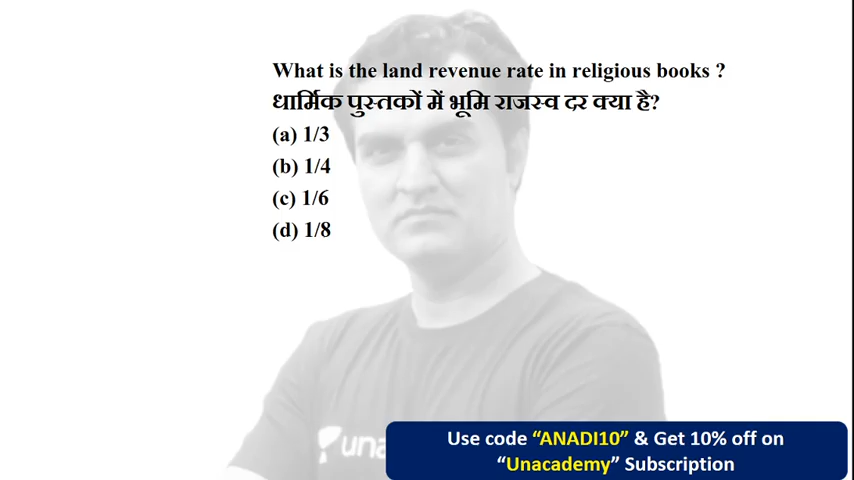 What is the land revenue rate in religious books ?
धार्मिक पुस्तकों में भूमि राजस्व दर क्या है?
(a) 1/3
(b) 1/4
(c) 1/6
(d) 1/8
una
Use code “ANADI10” & Get 10% off on
“Unacademy” Subscription